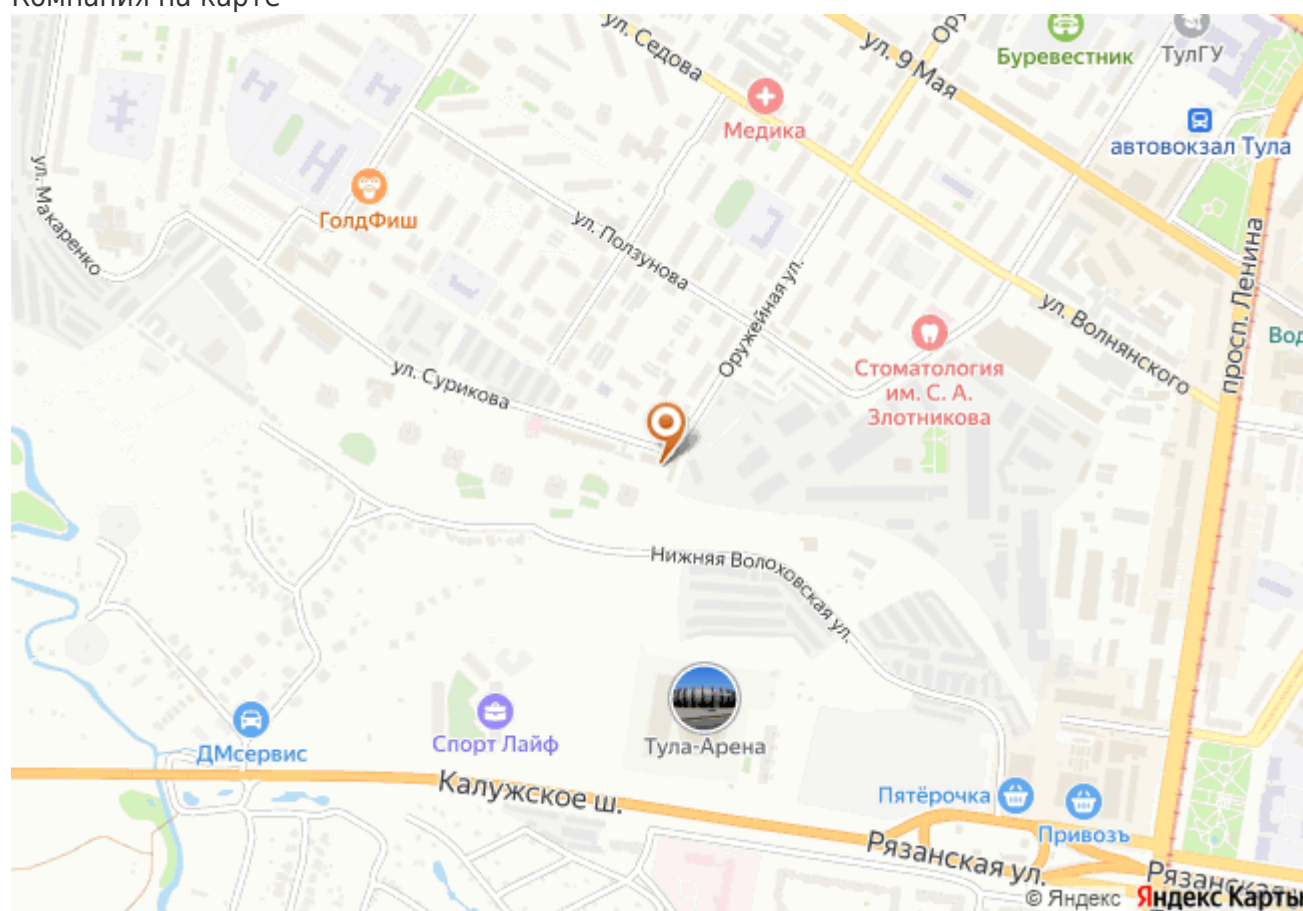 Компания на карте
ул. Седова
ул. 9 Мая
Буревестник
ТулГУ
Медика
автовокзал Тула
ул. Макаренко
ГолдФиш
ул. Ползунова
Оружейная ул.
просп. Ленина
ул. Волнянского
Стоматология
им. С. А.
Злотникова
ул. Сурикова
Нижняя Волоховская ул.
Спорт Лайф
Тула-Арена
ДМсервис
Калужское ш.
Пятёрочка
Привозъ
Рязанская ул.
Рязанская
© Яндекс Яндекс Карты